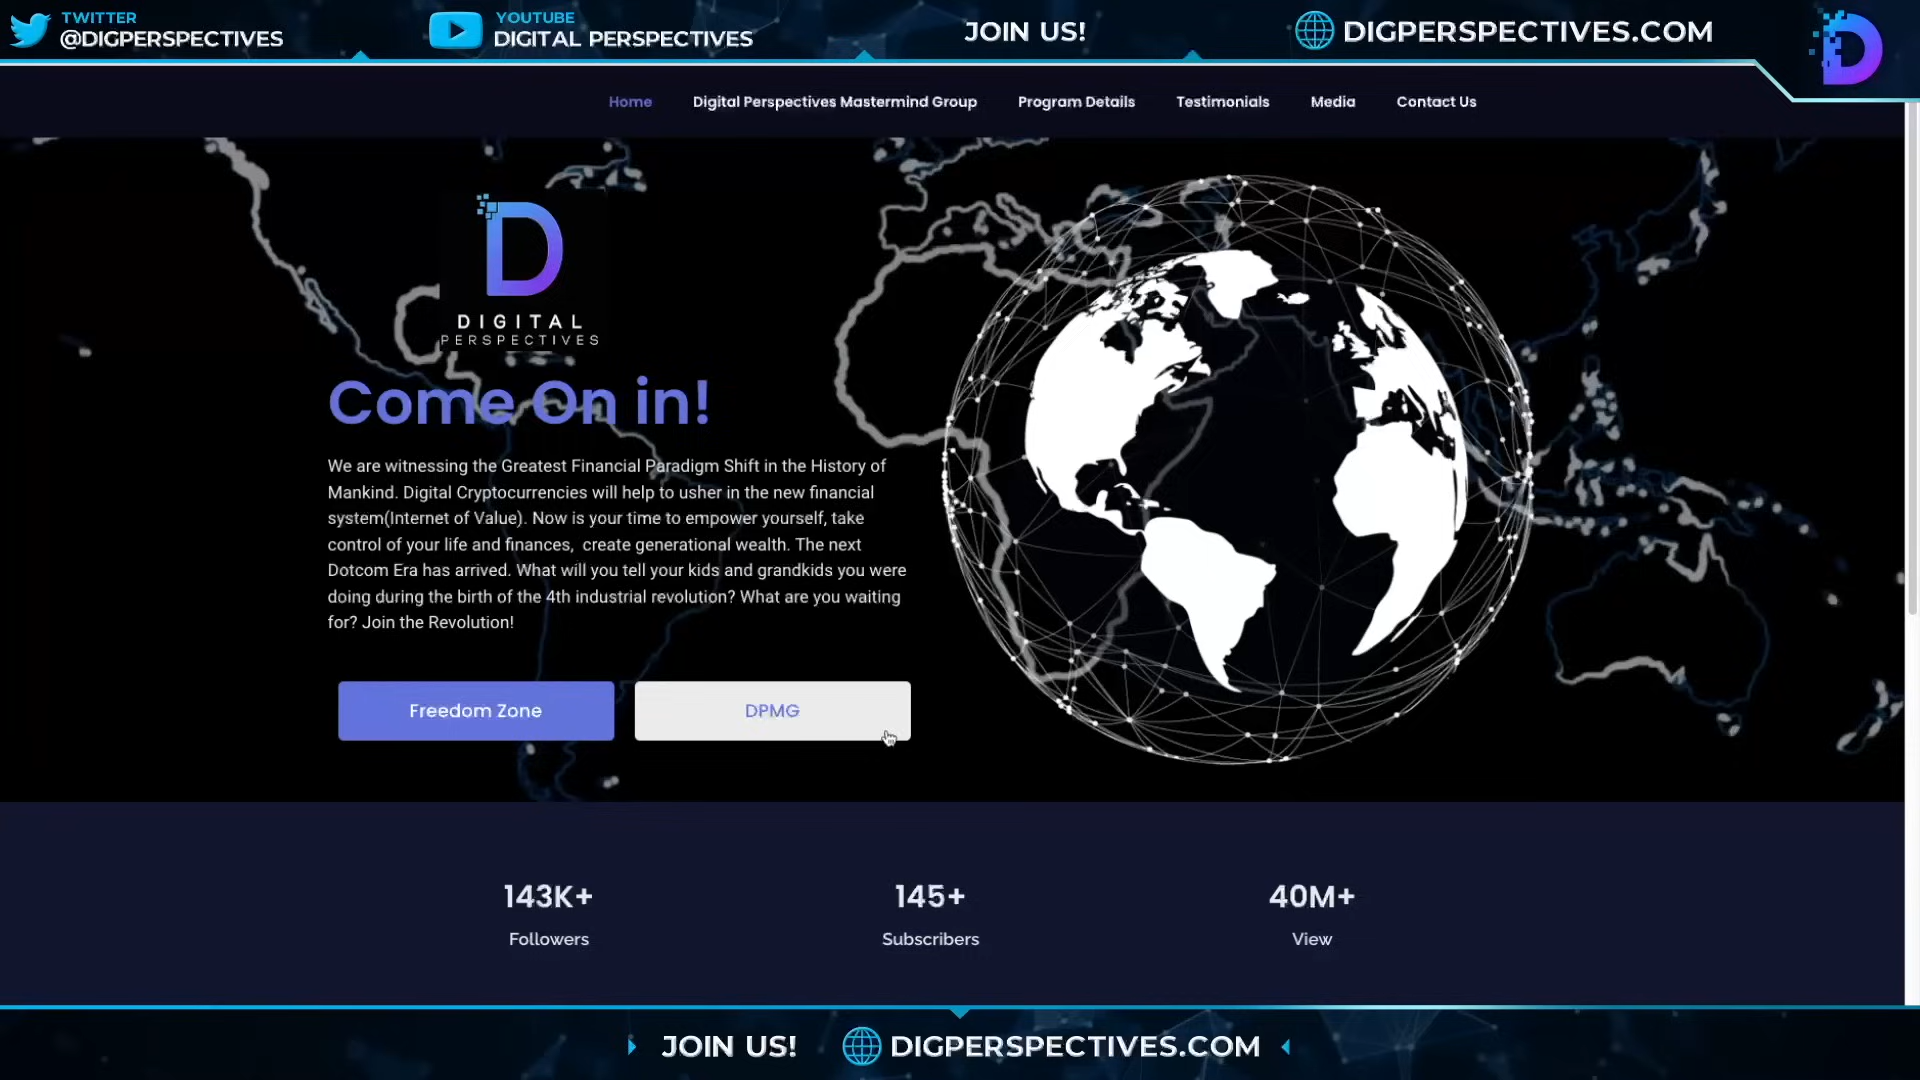 TWITTER
@DIGPERSPECTIVES
YOUTUBE
DIGITAL PERSPECTIVES
JOIN US!
DIGPERSPECTIVES.COM
Home
Digital Perspectives Mastermind Group
Program Details
Testimonials
Media
Contact Us
DIGITAL
PERSPECTIVES
Come On in!
We are witnessing the Greatest Financial Paradigm Shift in the History of
Mankind. Digital Cryptocurrencies will help to usher in the new financial
system(Internet of Value). Now is your time to empower yourself, take
control of your life and finances,  create generational wealth. The next
Dotcom Era has arrived. What will you tell your kids and grandkids you were
doing during the birth of the 4th industrial revolution? What are you waiting
for? Join the Revolution!
Freedom Zone
DPMG
143K+
Followers
145+
Subscribers
40M+
View
JOIN US!
DIGPERSPECTIVES.COM